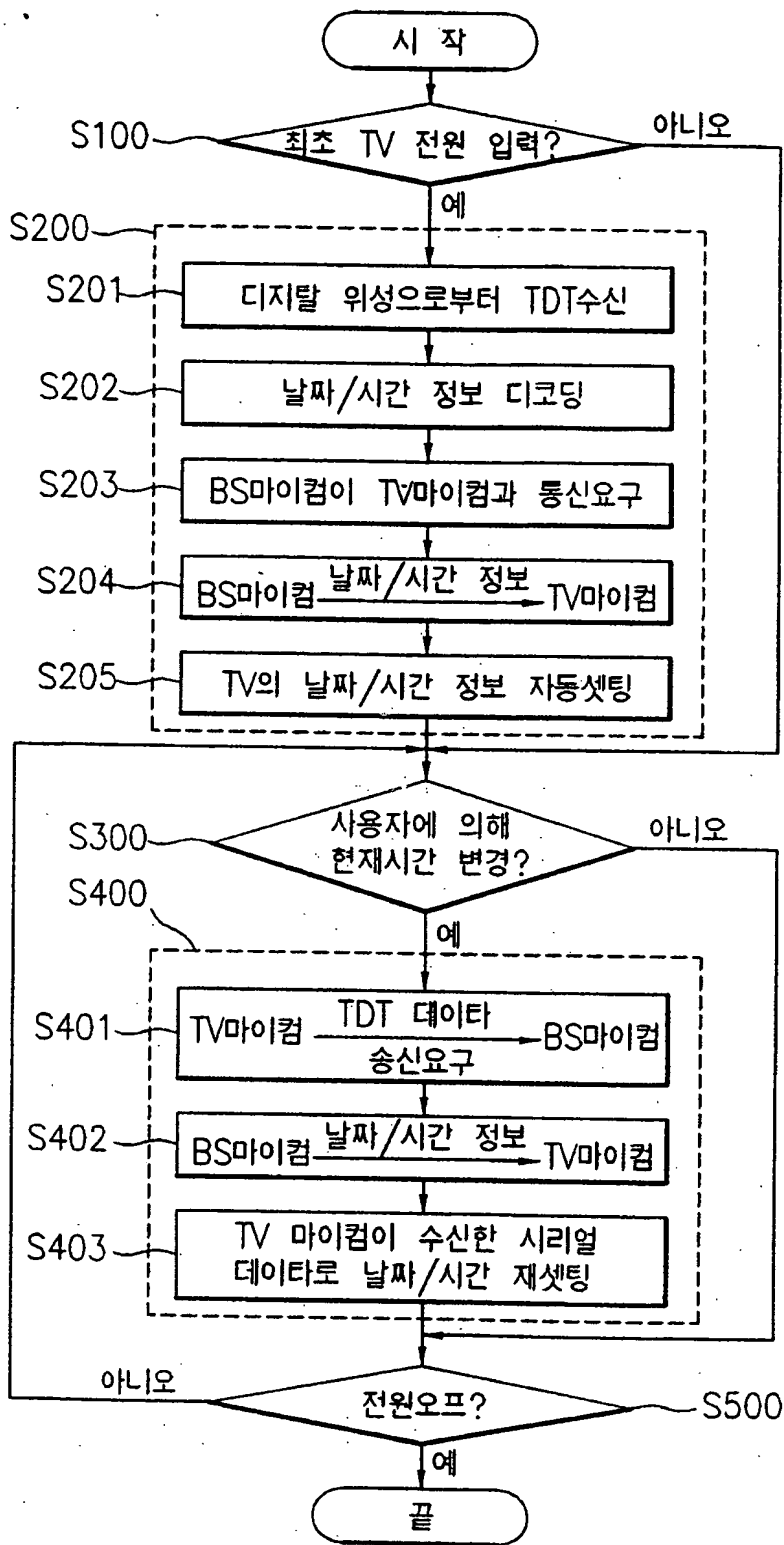 시 작
S100
최초 TV 전원 입력?
아니오
예
S200
S201
디지탈 위성으로부터 TDT수신
S202
날짜/시간 정보 디코딩
S203
BS마이컴이 TV마이컴과 통신요구
S204
BS마이컴 날짜/시간 정보 TV마이컴
S205
TV의 날짜/시간 정보 자동셋팅
S300
사용자에 의해
현재시간 변경?
아니오
예
S400
S401
TV마이컴 TDT 데이타 BS마이컴
송신요구
S402
BS마이컴 날짜/시간 정보 TV마이컴
S403
TV 마이컴이 수신한 시리얼
데이타로 날짜/시간 재셋팅
아니오
전원오프?
S500
예
끝